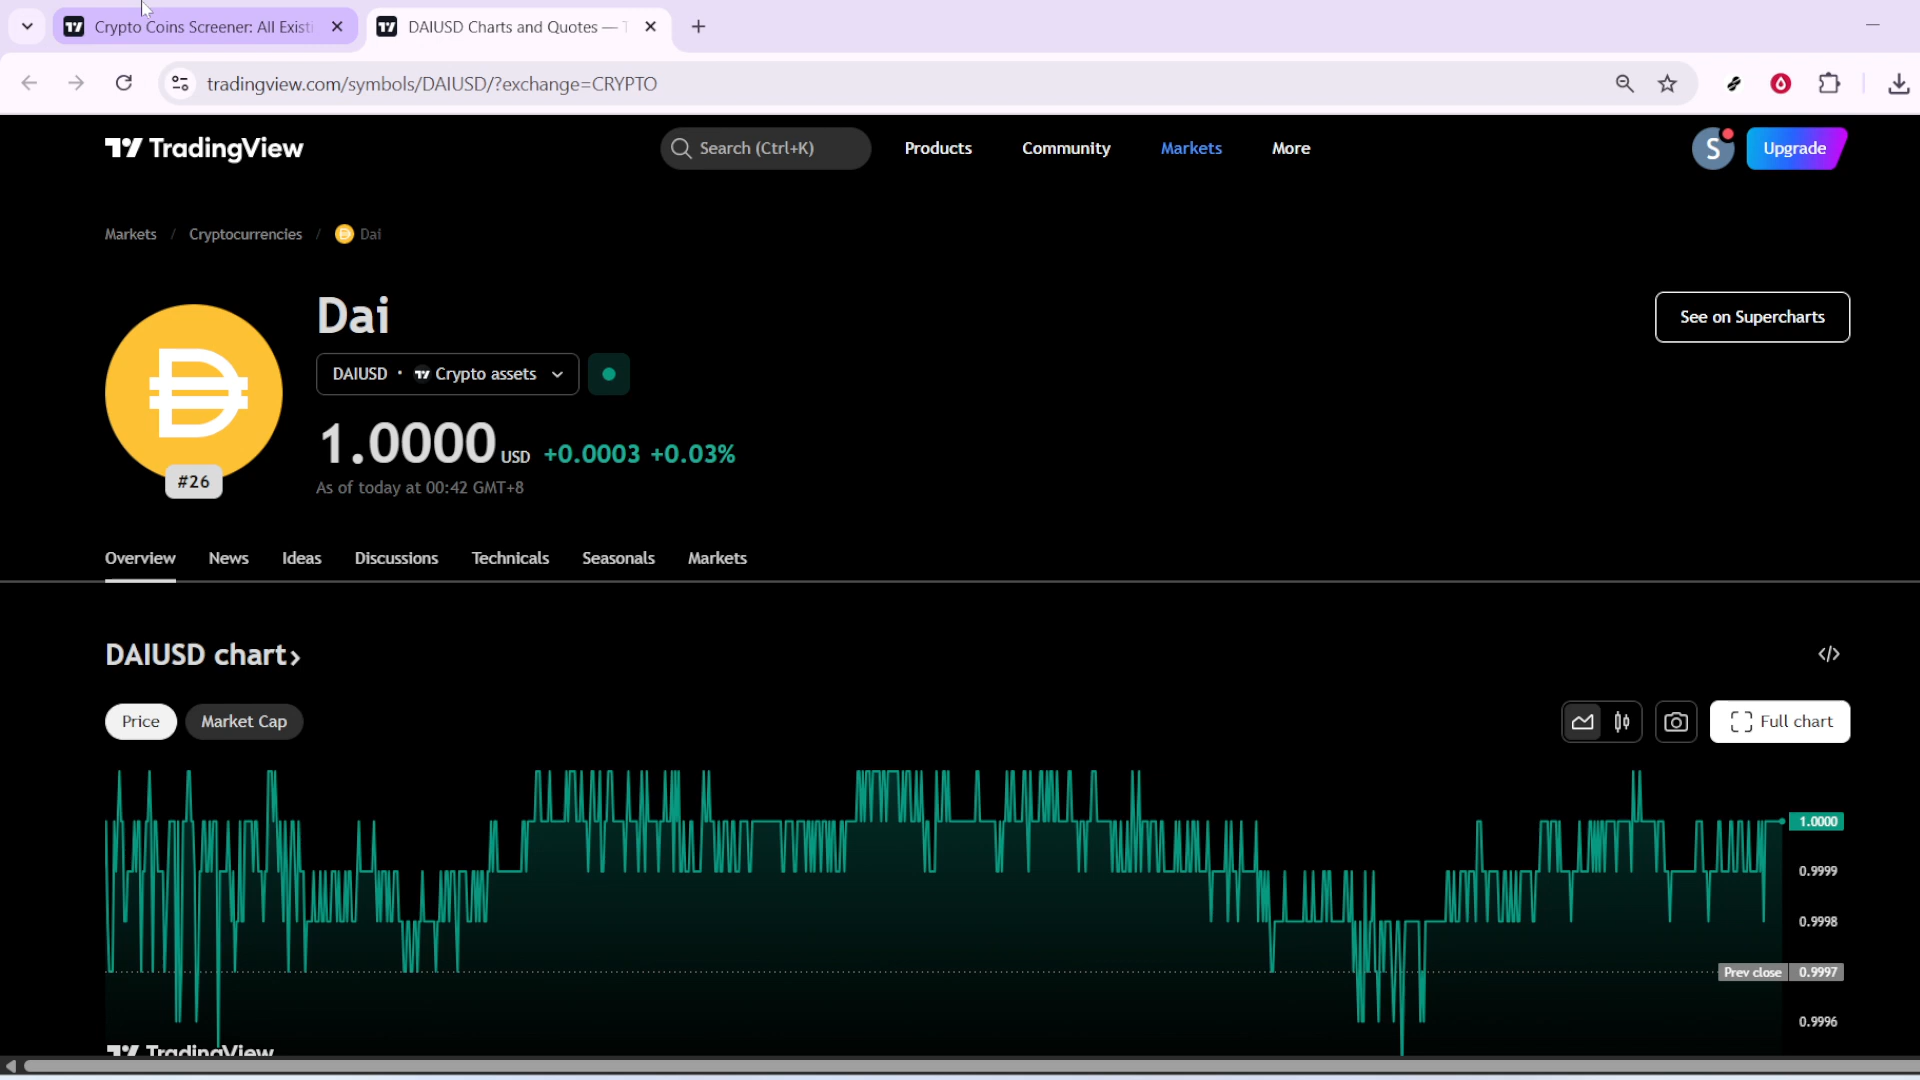 Crypto Coins Screener: All Existi
DAIUSD Charts and Quotes —
tradingview.com/symbols/DAIUSD/?exchange=CRYPTO
TradingView
Search (Ctrl+K)
Products
Community
Markets
More
S
Upgrade
Markets / Cryptocurrencies / Dai
Dai
See on Supercharts
DAIUSD • Crypto assets
1.0000 USD +0.0003 +0.03%
#26
As of today at 00:42 GMT+8
Overview
News
Ideas
Discussions
Technicals
Seasonals
Markets
DAIUSD chart›
</>
Price
Market Cap
Full chart
1.0000
0.9999
0.9998
Prev close 0.9997
0.9996
TradingView